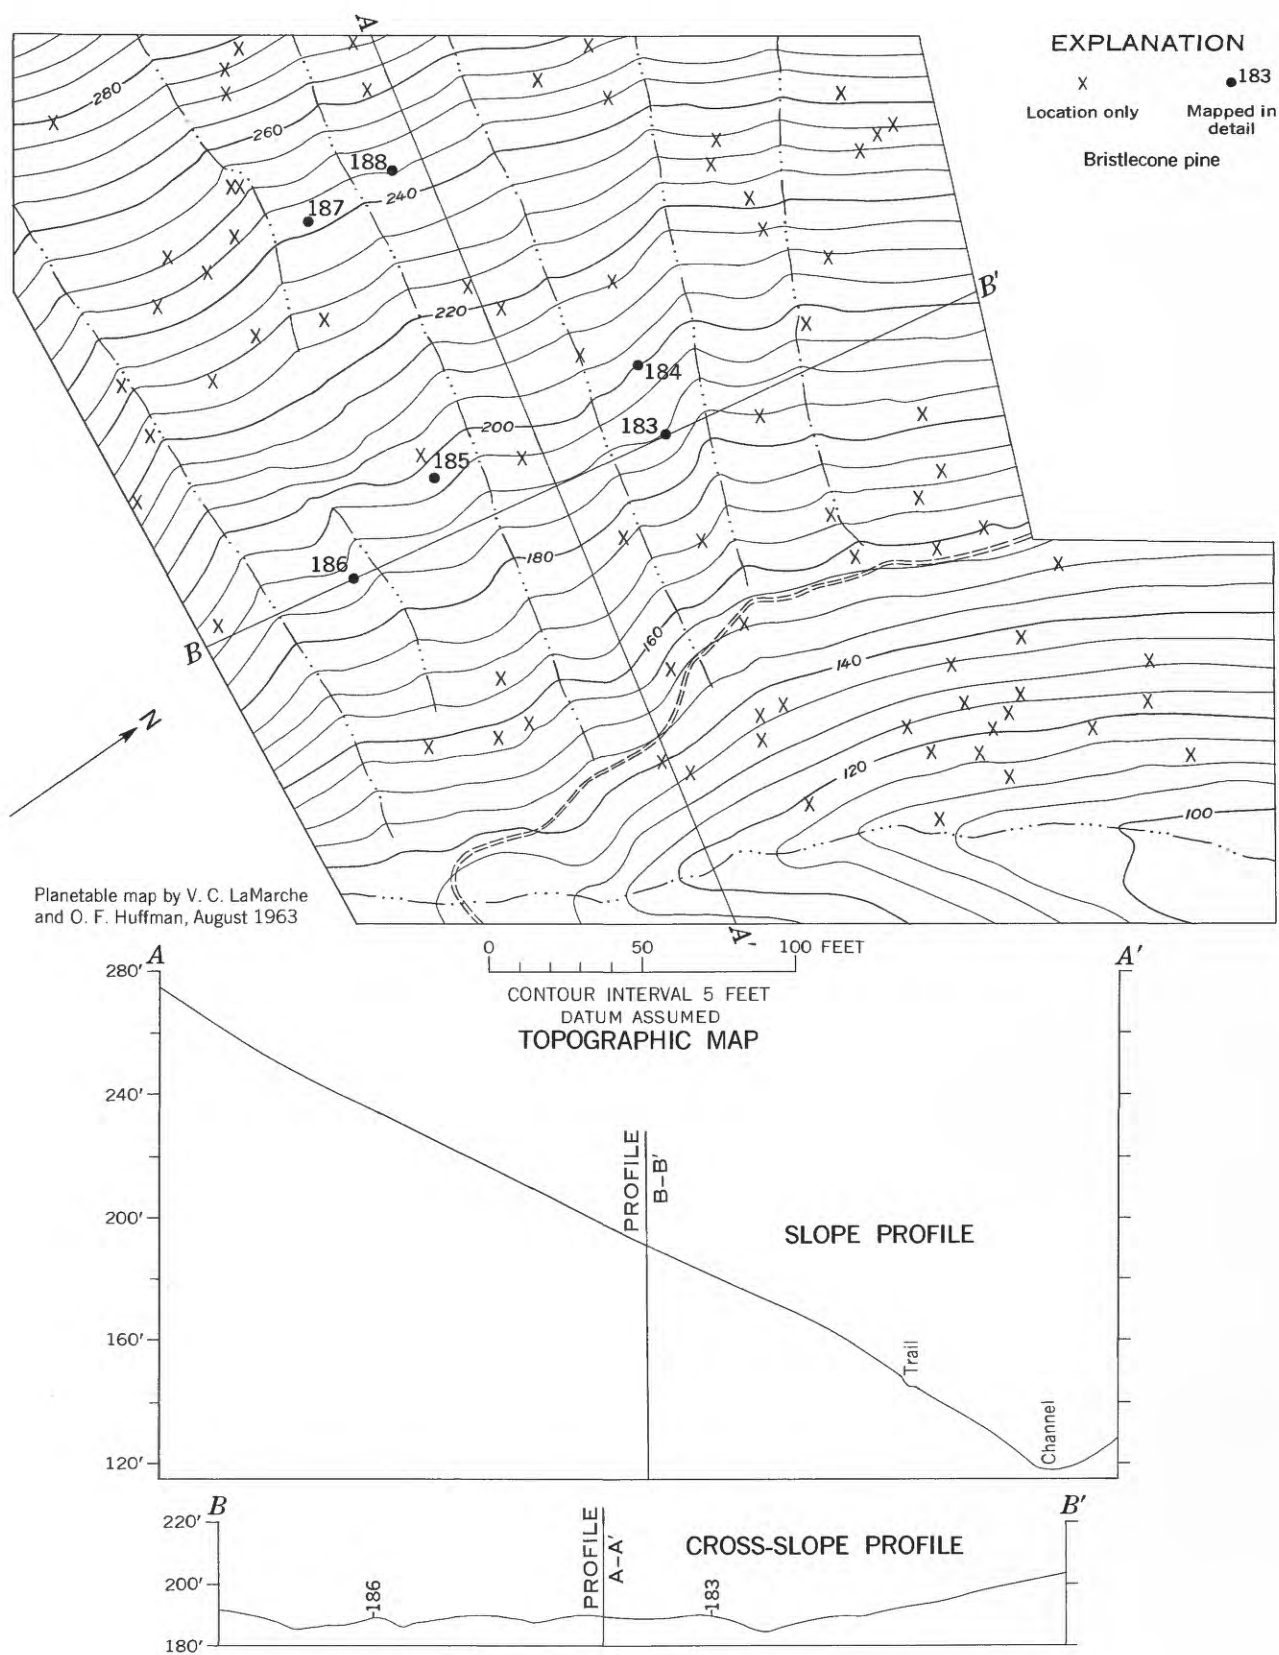 A
EXPLANATION
X
183
Location only
Mapped in
detail
Bristlecone pine
280
260
188
240
187
B'
220
184
200
183
185
180
186
160
B
140
N
120
100
Planetable map by V. C. LaMarche
and O. F. Huffman, August 1963
A'
0 50 100 FEET
CONTOUR INTERVAL 5 FEET
DATUM ASSUMED
TOPOGRAPHIC MAP
A
A'
280'
240'
PROFILE
B-B'
200'
SLOPE PROFILE
160'
Trail
Channel
120'
B
B'
220'
PROFILE
A-A'
CROSS-SLOPE PROFILE
200'
186
183
180'